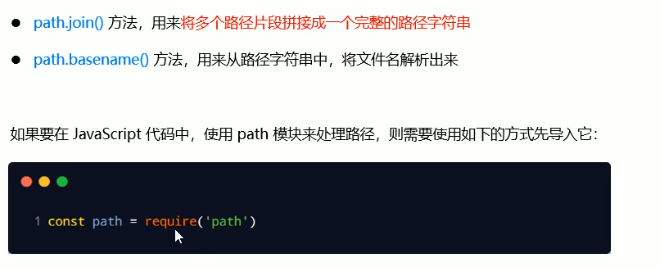 ● path.join() 方法，用来将多个路径片段拼接成一个完整的路径字符串
● path.basename() 方法，用来从路径字符串中，将文件名解析出来
如果要在 JavaScript 代码中，使用 path 模块来处理路径，则需要使用如下的方式先导入它：
1 const path = require('path')